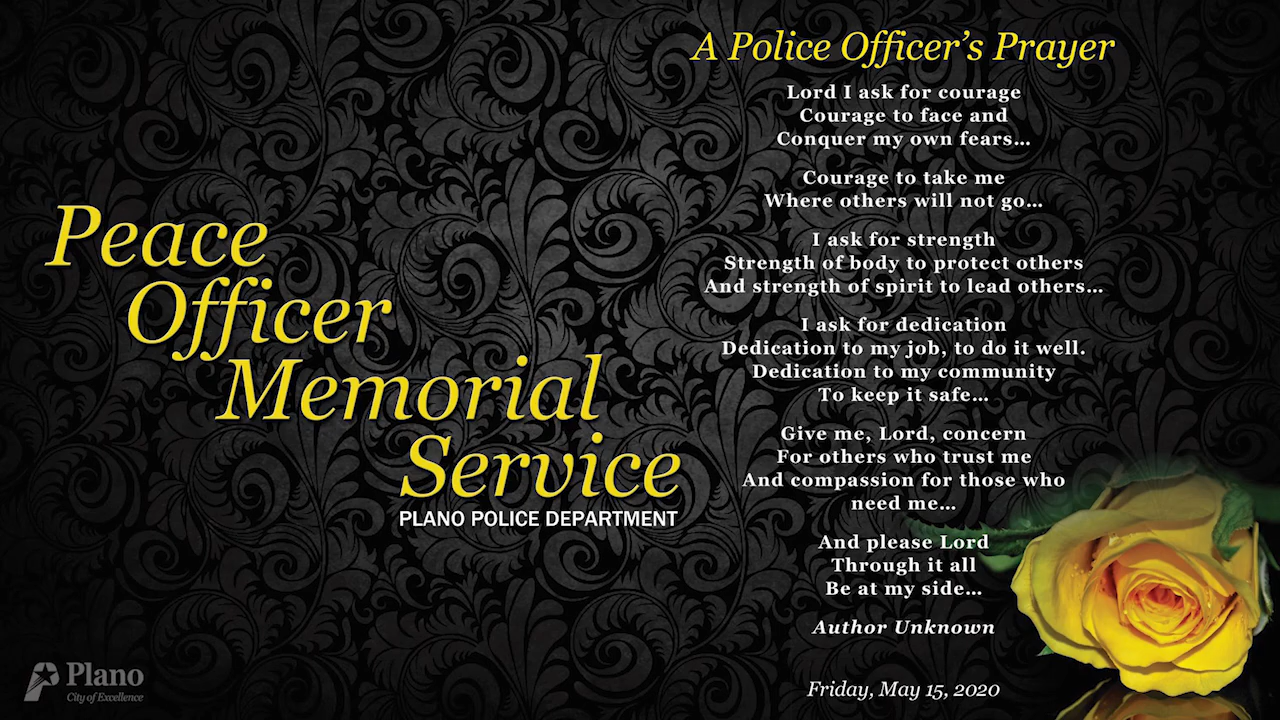 Peace
Officer
Memorial
Service
PLANO POLICE DEPARTMENT
Plano
City of Excellence
A Police Officer's Prayer
Lord I ask for courage
Courage to face and
Conquer my own fears...
Courage to take me
Where others will not go...
I ask for strength
Strength of body to protect others
And strength of spirit to lead others...
I ask for dedication
Dedication to my job, to do it well.
Dedication to my community
To keep it safe...
Give me, Lord, concern
For others who trust me
And compassion for those who
need me...
And please Lord
Through it all
Be at my side...
Author Unknown
Friday, May 15, 2020